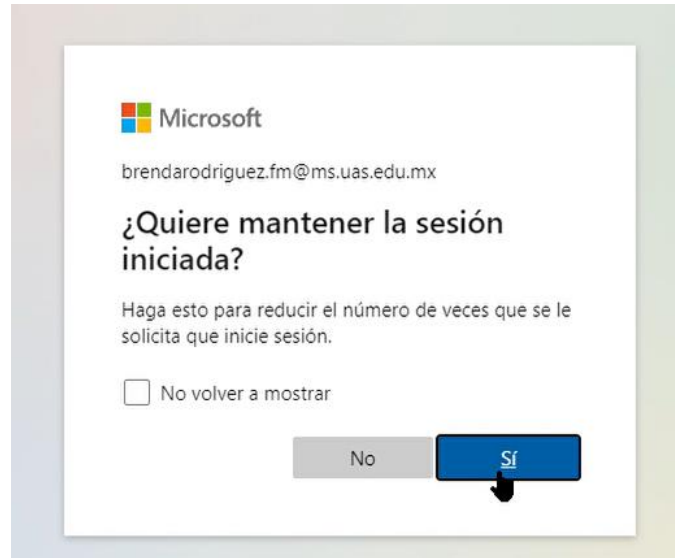 Microsoft
brendarodriguez.fm@ms.uas.edu.mx
¿Quiere mantener la sesión
iniciada?
Haga esto para reducir el número de veces que se le
solicita que inicie sesión.
No volver a mostrar
No
Sí